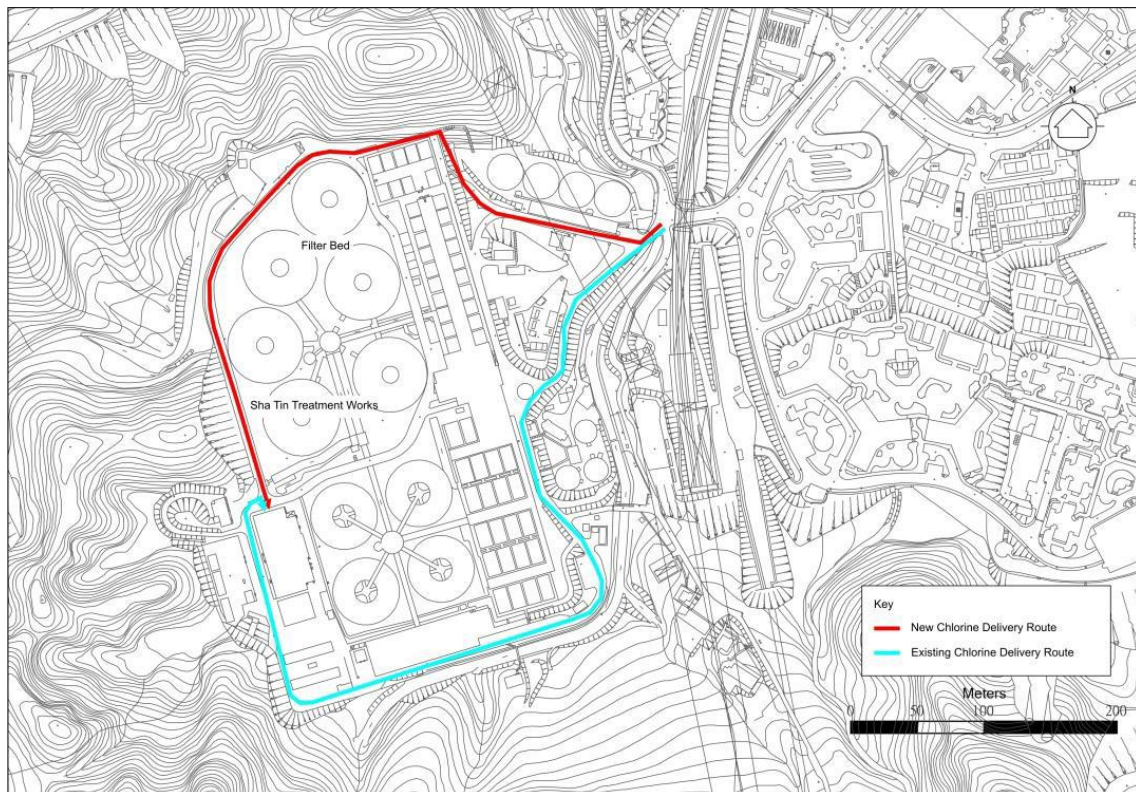 N
Filter Bed
Sha Tin Treatment Works
Key
New Chlorine Delivery Route
Existing Chlorine Delivery Route
Meters
0 50 100 200